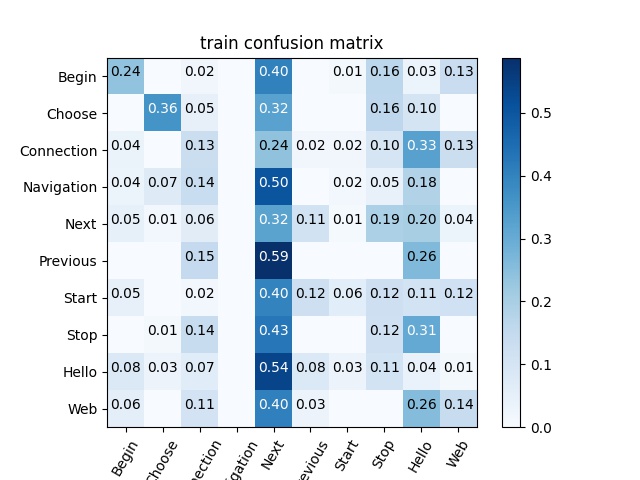 train confusion matrix
Begin 0.24 0.02 0.40 0.01 0.16 0.03 0.13
Choose 0.36 0.05 0.32 0.16 0.10
Connection 0.04 0.13 0.24 0.02 0.02 0.10 0.33 0.13
Navigation 0.04 0.07 0.14 0.50 0.02 0.05 0.18
Next 0.05 0.01 0.06 0.32 0.11 0.01 0.19 0.20 0.04
Previous 0.15 0.59 0.26
Start 0.05 0.02 0.40 0.12 0.06 0.12 0.11 0.12
Stop 0.01 0.14 0.43 0.12 0.31
Hello 0.08 0.03 0.07 0.54 0.08 0.03 0.11 0.04 0.01
Web 0.06 0.11 0.40 0.03 0.26 0.14
Begin hoose nection igation Next evious Start Stop Hello Web
0.5
0.4
0.3
0.2
0.1
0.0